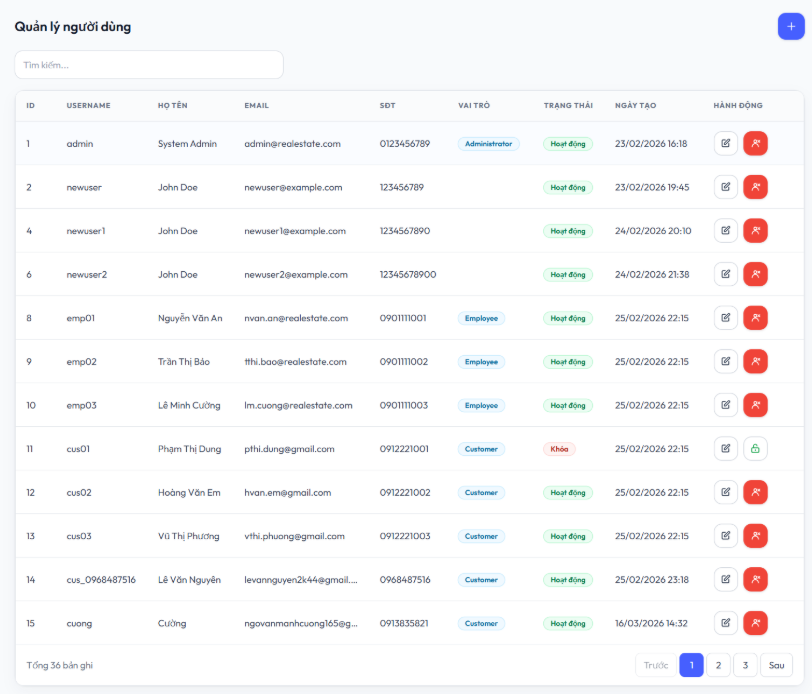 Quản lý người dùng
+
Tìm kiếm...
ID USERNAME HỌ TÊN EMAIL SĐT VAI TRÒ TRẠNG THÁI NGÀY TẠO HÀNH ĐỘNG
1 admin System Admin admin@realestate.com 0123456789 Administrator Hoạt động 23/02/2026 16:18
2 newuser John Doe newuser@example.com 123456789 Hoạt động 23/02/2026 19:45
4 newuser1 John Doe newuser1@example.com 1234567890 Hoạt động 24/02/2026 20:10
6 newuser2 John Doe newuser2@example.com 12345678900 Hoạt động 24/02/2026 21:38
8 emp01 Nguyễn Văn An nvan.an@realestate.com 0901111001 Employee Hoạt động 25/02/2026 22:15
9 emp02 Trần Thị Bảo tthi.bao@realestate.com 0901111002 Employee Hoạt động 25/02/2026 22:15
10 emp03 Lê Minh Cường lm.cuong@realestate.com 0901111003 Employee Hoạt động 25/02/2026 22:15
11 cus01 Phạm Thị Dung pthi.dung@gmail.com 0912221001 Customer Khóa 25/02/2026 22:15
12 cus02 Hoàng Văn Em hvan.em@gmail.com 0912221002 Customer Hoạt động 25/02/2026 22:15
13 cus03 Vũ Thị Phương vthi.phuong@gmail.com 0912221003 Customer Hoạt động 25/02/2026 22:15
14 cus_0968487516 Lê Văn Nguyên levannguyen2k44@gmail.... 0968487516 Customer Hoạt động 25/02/2026 23:18
15 cuong Cường ngovanmanhcuong165@g... 0913835821 Customer Hoạt động 16/03/2026 14:32
Tổng 36 bản ghi Trước 1 2 3 Sau